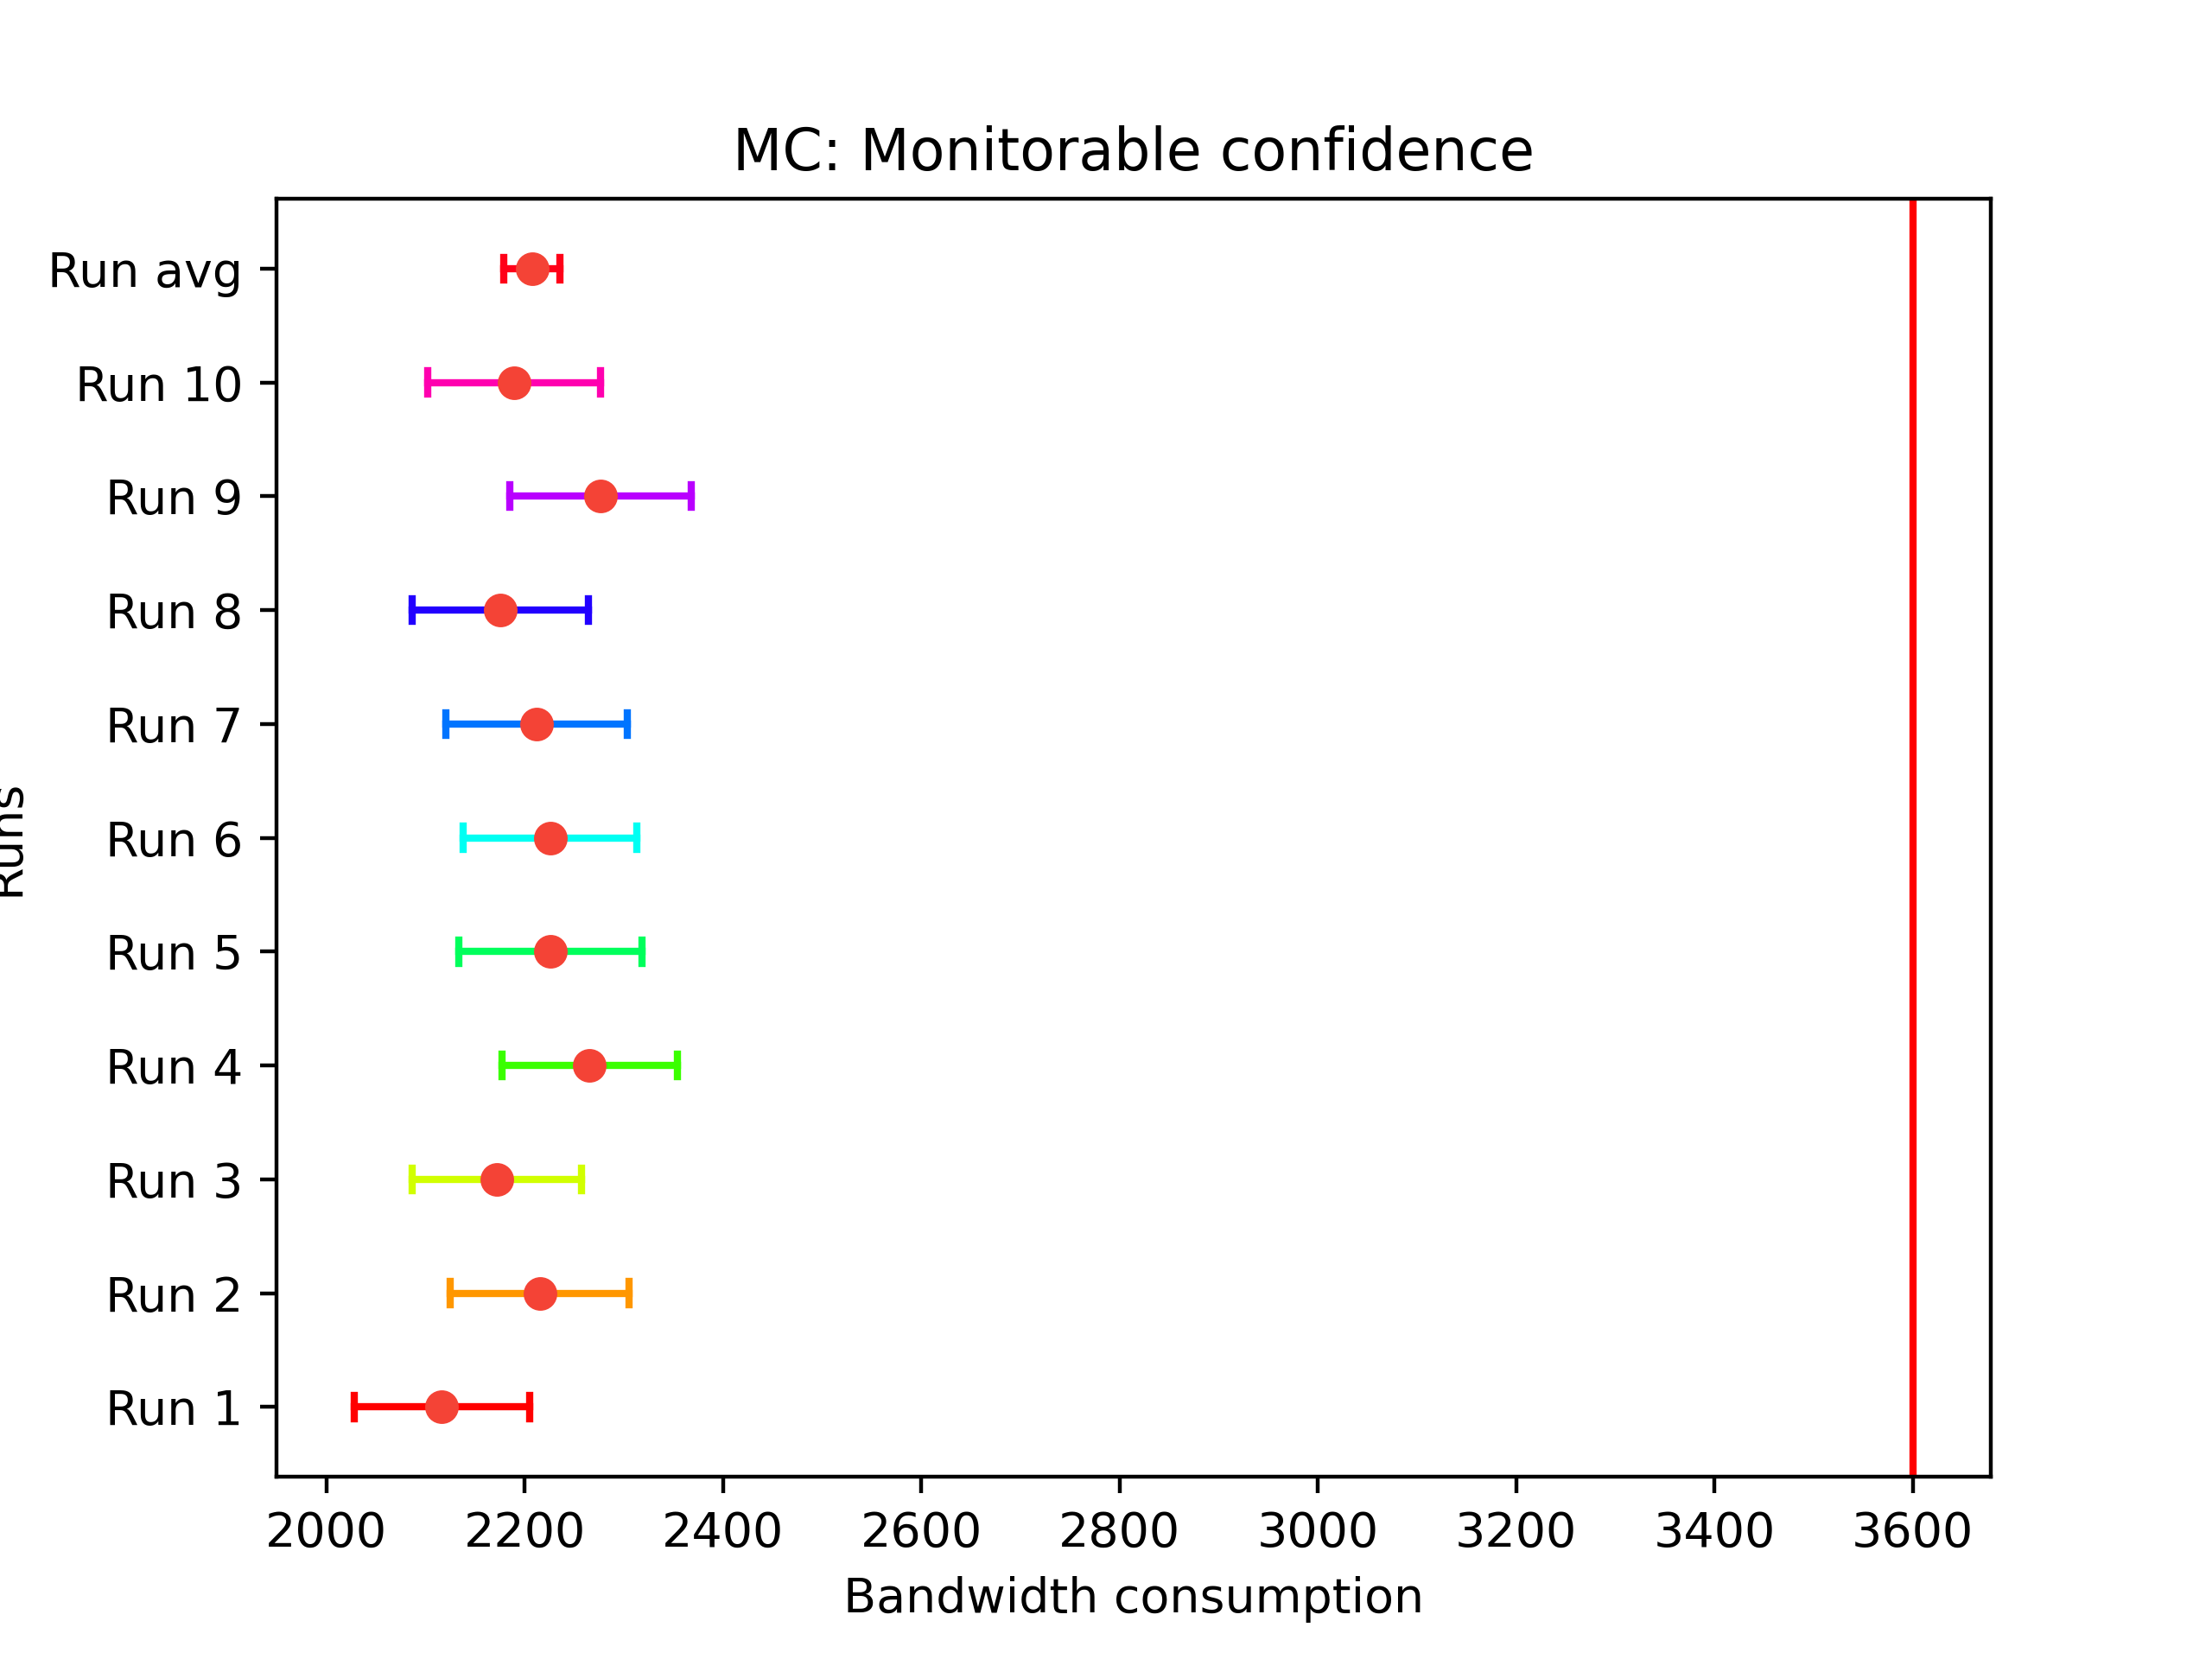 MC: Monitorable confidence
Run avg
Run 10
Run 9
Run 8
Run 7
Run 6
Run 5
Run 4
Run 3
Run 2
Run 1
Runs
2000 2200 2400 2600 2800 3000 3200 3400 3600
Bandwidth consumption